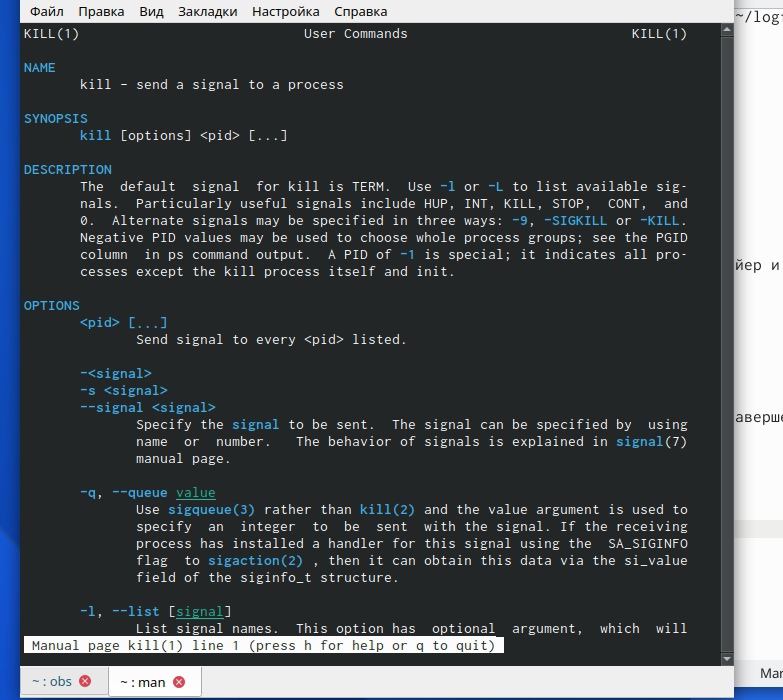 Файл Правка Вид Закладки Настройка Справка
KILL(1) User Commands KILL(1)
NAME
kill - send a signal to a process
SYNOPSIS
kill [options] <pid> [...]
DESCRIPTION
The default signal for kill is TERM. Use -l or -L to list available sig-
nals. Particularly useful signals include HUP, INT, KILL, STOP, CONT, and
0. Alternate signals may be specified in three ways: -9, -SIGKILL or -KILL.
Negative PID values may be used to choose whole process groups; see the PGID
column in ps command output. A PID of -1 is special; it indicates all pro-
cesses except the kill process itself and init.
OPTIONS
<pid> [...]
Send signal to every <pid> listed.
-<signal>
-s <signal>
--signal <signal>
Specify the signal to be sent. The signal can be specified by using
name or number. The behavior of signals is explained in signal(7)
manual page.
-q, --queue value
Use sigqueue(3) rather than kill(2) and the value argument is used to
specify an integer to be sent with the signal. If the receiving
process has installed a handler for this signal using the SA_SIGINFO
flag to sigaction(2) , then it can obtain this data via the si_value
field of the siginfo_t structure.
-l, --list [signal]
List signal names. This option has optional argument, which will
Manual page kill(1) line 1 (press h for help or q to quit)
~ : obs
~ : man
~/log
йер и
аверше
Mar